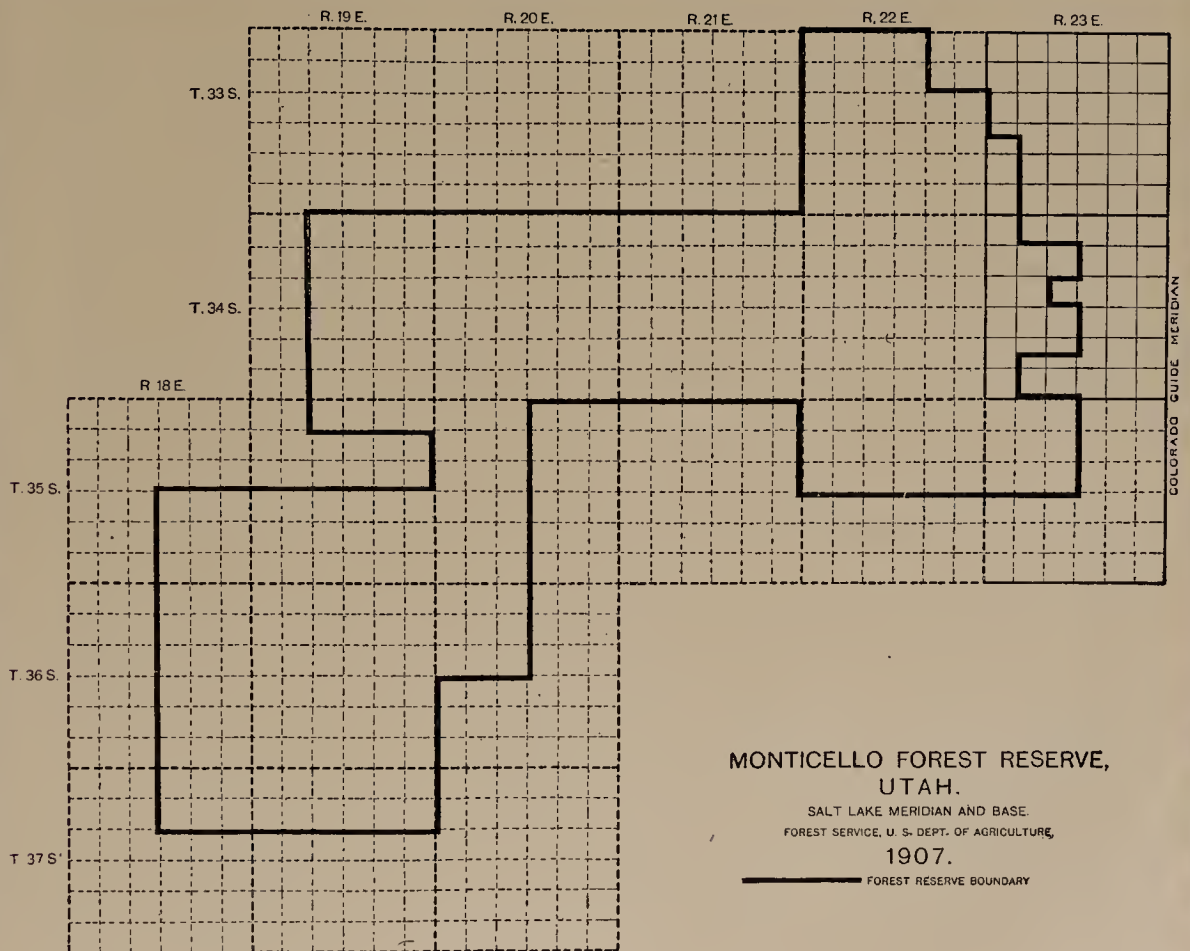 R. 19 E. R. 20 E. R. 21 E. R. 22 E. R. 23 E.
T. 33 S.
T. 34 S.
COLORADO GUIDE MERIDIAN
R 18 E.
T. 35 S.
T. 36 S.
T 37 S'
MONTICELLO FOREST RESERVE,
UTAH.
SALT LAKE MERIDIAN AND BASE.
FOREST SERVICE, U. S. DEPT. OF AGRICULTURE,
1907.
FOREST RESERVE BOUNDARY